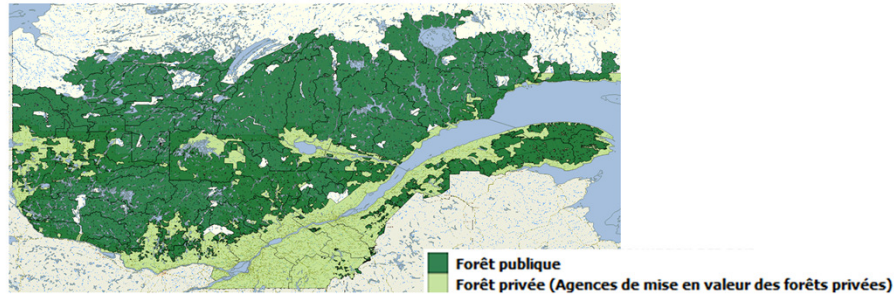 Forêt publique
Forêt privée (Agences de mise en valeur des forêts privées)